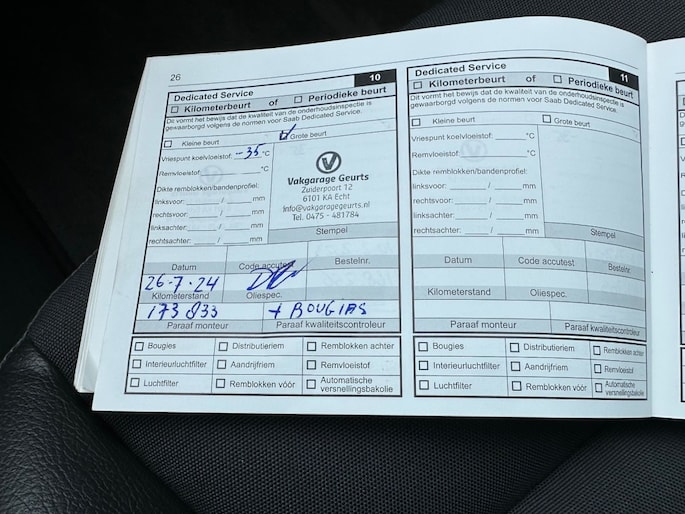 26
Dedicated Service 10
Kilometerbeurt of Periodieke beurt
Dit vormt het bewijs dat de kwaliteit van de onderhoudsinspectie is
gewaarborgd volgens de normen voor Saab Dedicated Service.
Kleine beurt Grote beurt
Vriespunt koelvloeistof: -35 °C
Remvloeistof: °C
Dikte remblokken/bandenprofiel:
linksvoor: / mm
rechtsvoor: / mm
linksachter: / mm
rechtsachter: / mm
Vakgarage Geurts
Zuiderpoort 12
6101 KA Echt
Info@vakgaragegeurts.nl
Tel. 0475 - 481784
Stempel
Datum Code accutest Bestelnr.
26-7-24
Kilometerstand Oliespec.
173 833 + BOUGIAS
Paraaf monteur Paraaf kwaliteitscontroleur
Bougies Distributieriem Remblokken achter
Interieurluchtfilter Aandrijfriem Remvloeistof
Luchtfilter Remblokken vóór Automatische
versnellingsbakolie
Dedicated Service 11
Kilometerbeurt of Periodieke beurt
Dit vormt het bewijs dat de kwaliteit van de onderhoudsinspectie is
gewaarborgd volgens de normen voor Saab Dedicated Service.
Kleine beurt Grote beurt
Vriespunt koelvloeistof: °C
Remvloeistof: °C
Dikte remblokken/bandenprofiel:
linksvoor: / mm
rechtsvoor: / mm
linksachter: / mm
rechtsachter: / mm
Stempel
Datum Code accutest Bestelnr.
Kilometerstand Oliespec.
Paraaf monteur Paraaf kwaliteitscontroleur
Bougies Distributieriem Remblokken achter
Interieurluchtfilter Aandrijfriem Remvloeistof
Luchtfilter Remblokken vóór Automatische
versnellingsbakolie